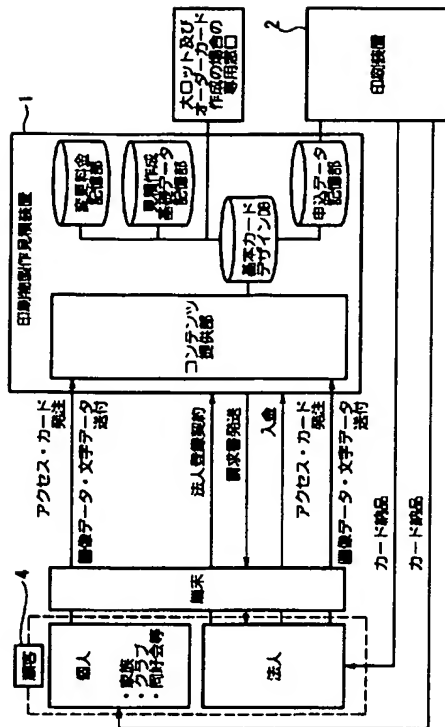 1
印刷物製作見積装置
変更料金
記憶部
見積作成
基礎データ
記憶部
基本カード
デザインDB
申込データ
記憶部
コンテンツ
提供部
大ロット及び
オーダーカード
作成の場合の
専用窓口
2
印刷装置
アクセス・カード
発注
画像データ・文字データ
送付
法人登録契約
請求書発送
入金
アクセス・カード
発注
画像データ・文字データ
送付
カード納品
カード納品
端末
4
顧客
個人
・家族
・クラブ
・同好会等
法人